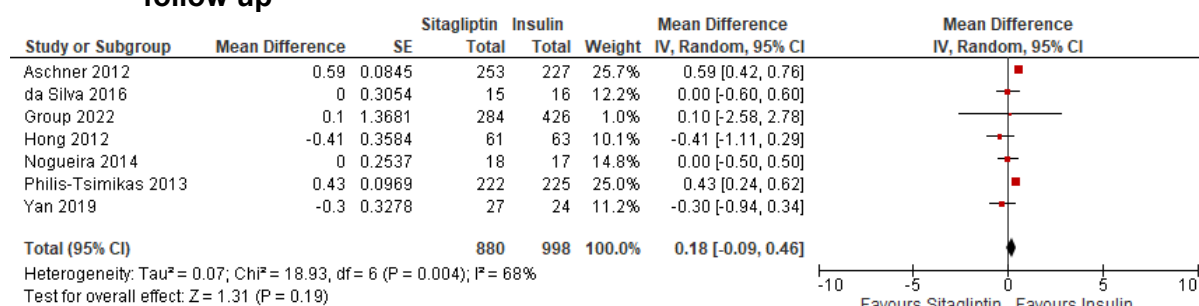 follow up
Sitagliptin Insulin Mean Difference Mean Difference
Study or Subgroup Mean Difference SE Total Total Weight IV, Random, 95% CI IV, Random, 95% CI
Aschner 2012 0.59 0.0845 253 227 25.7% 0.59 [0.42, 0.76]
da Silva 2016 0 0.3054 15 16 12.2% 0.00 [-0.60, 0.60]
Group 2022 0.1 1.3681 284 426 1.0% 0.10 [-2.58, 2.78]
Hong 2012 -0.41 0.3584 61 63 10.1% -0.41 [-1.11, 0.29]
Nogueira 2014 0 0.2537 18 17 14.8% 0.00 [-0.50, 0.50]
Philis-Tsimikas 2013 0.43 0.0969 222 225 25.0% 0.43 [0.24, 0.62]
Yan 2019 -0.3 0.3278 27 24 11.2% -0.30 [-0.94, 0.34]
Total (95% CI) 880 998 100.0% 0.18 [-0.09, 0.46]
Heterogeneity: Tau² = 0.07; Chi² = 18.93, df = 6 (P = 0.004); I² = 68%
Test for overall effect: Z = 1.31 (P = 0.19)
-10 -5 0 5 10
Favours Sitagliptin Favours Insulin